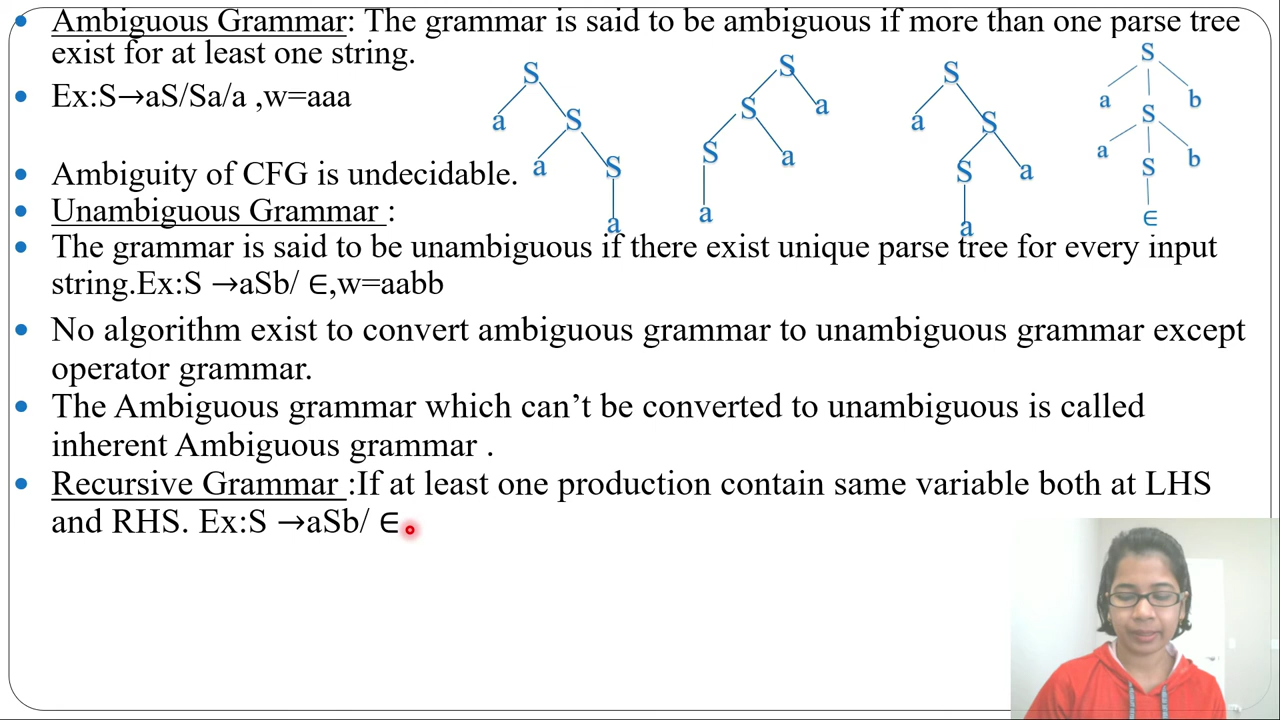 Ambiguous Grammar: The grammar is said to be ambiguous if more than one parse tree
exist for at least one string.
Ex:S→aS/Sa/a ,w=aaa
S
a S
a S
a
S
S a
S a
a
S
a S
S a
a
S
a b
S
a b
S
∈
Ambiguity of CFG is undecidable.
Unambiguous Grammar :
The grammar is said to be unambiguous if there exist unique parse tree for every input
string.Ex:S →aSb/ ∈,w=aabb
No algorithm exist to convert ambiguous grammar to unambiguous grammar except
operator grammar.
The Ambiguous grammar which can’t be converted to unambiguous is called
inherent Ambiguous grammar .
Recursive Grammar :If at least one production contain same variable both at LHS
and RHS. Ex:S →aSb/ ∈